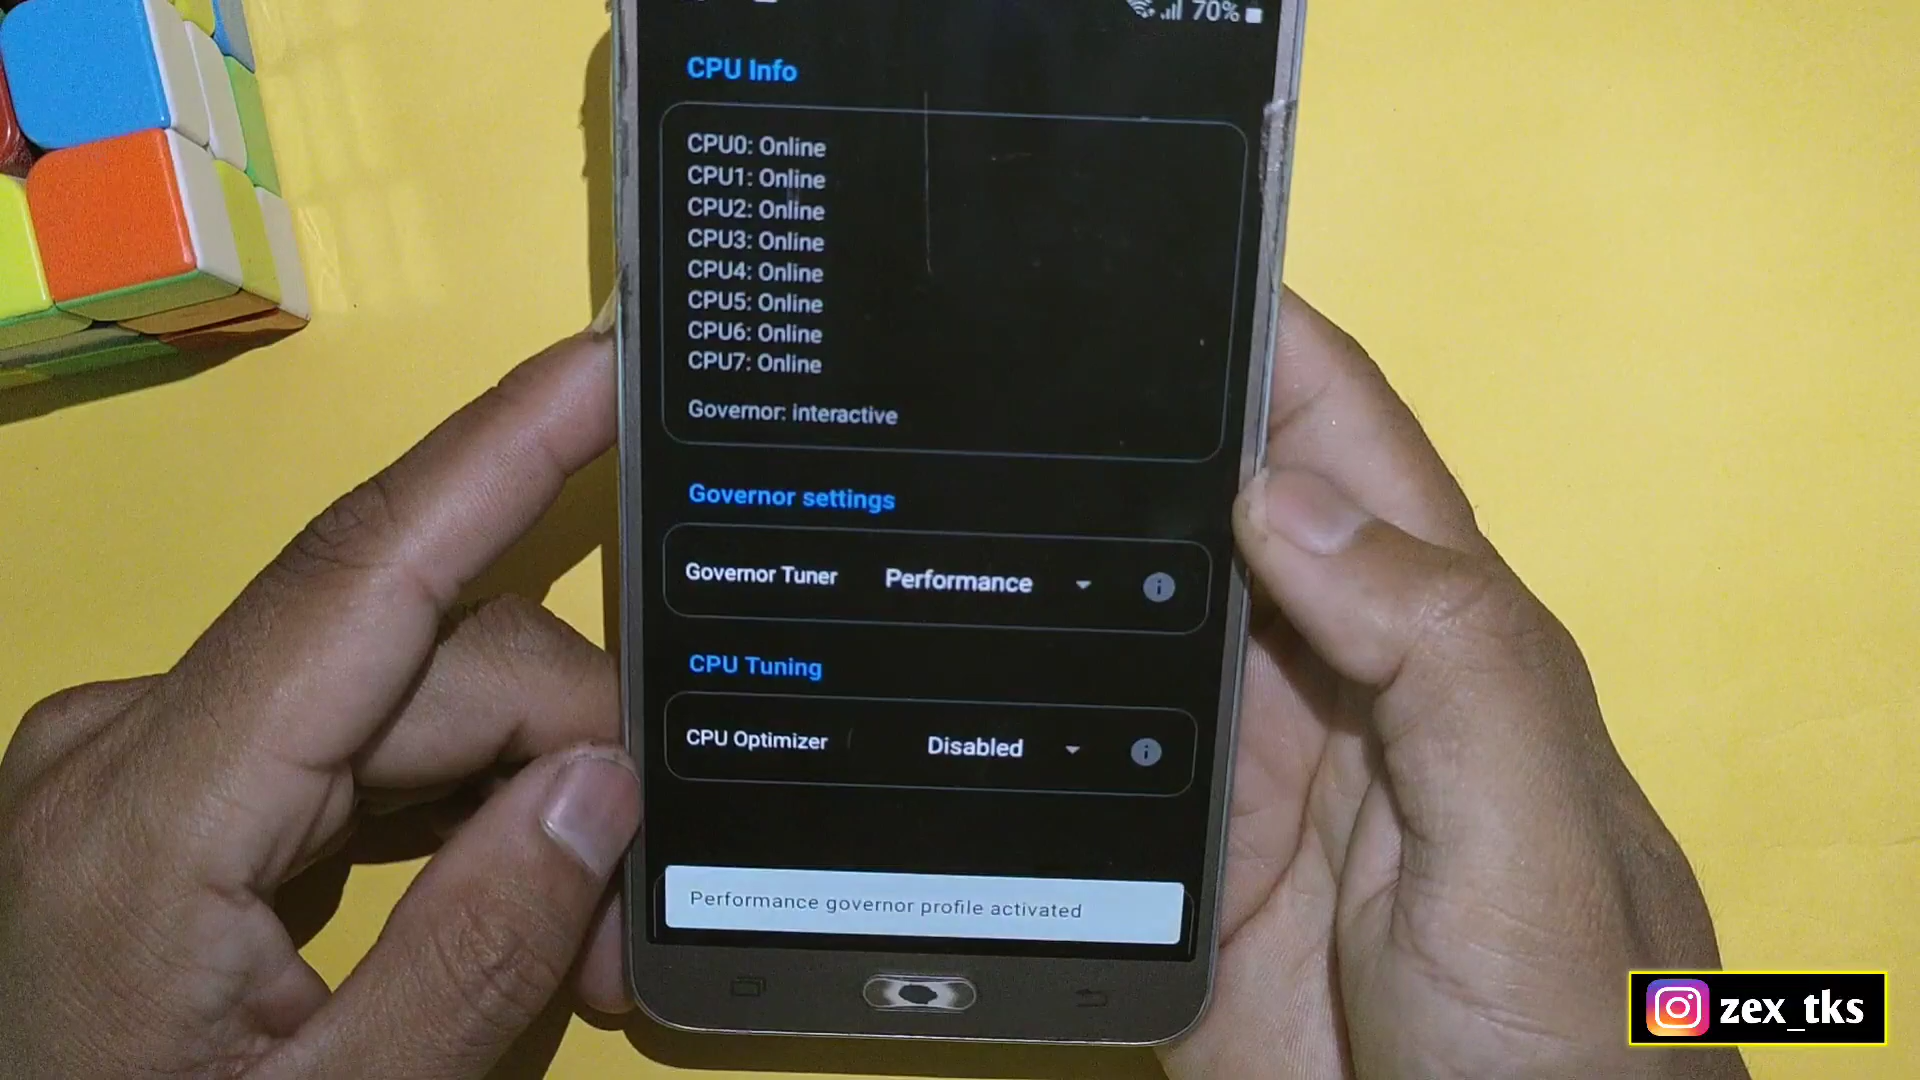 70%
CPU Info
CPU0: Online
CPU1: Online
CPU2: Online
CPU3: Online
CPU4: Online
CPU5: Online
CPU6: Online
CPU7: Online
Governor: interactive
Governor settings
Governor Tuner Performance
CPU Tuning
CPU Optimizer Disabled
Performance governor profile activated
zex_tks